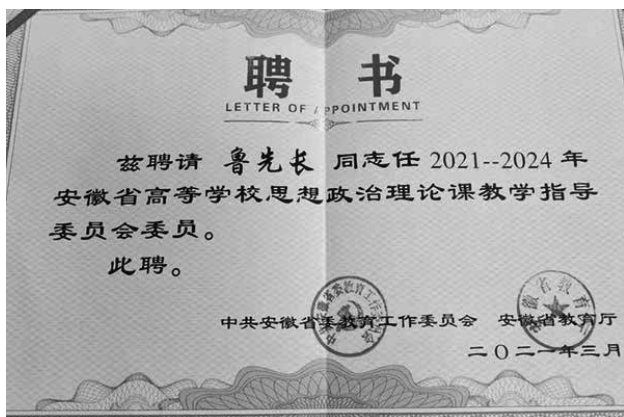 聘 书
LETTER OF APPOINTMENT
兹聘请 鲁先长 同志任 2021--2024 年
安徽省高等学校思想政治理论课教学指导
委员会委员。
此聘。
中共安徽省委教育工作委员会 安徽省教育厅
二〇二一年三月